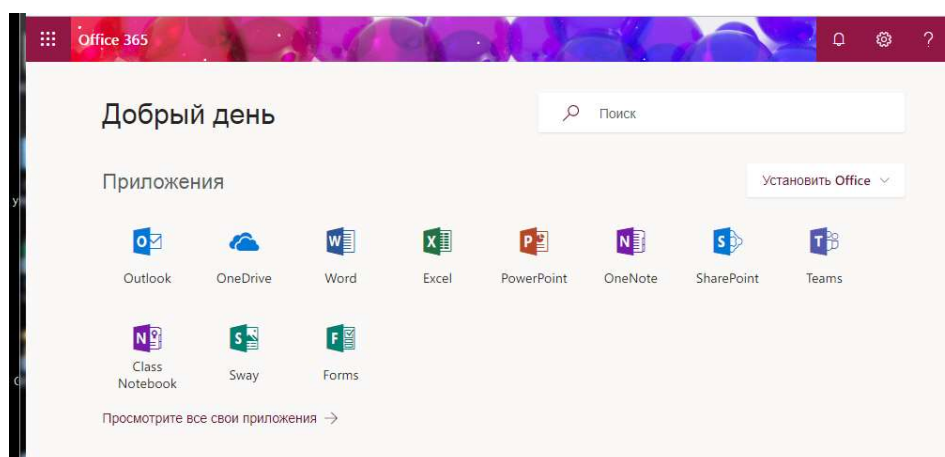 Office 365
?
Добрый день
Поиск
Приложения
Установить Office
Outlook
OneDrive
Word
Excel
PowerPoint
OneNote
SharePoint
Teams
Class
Notebook
Sway
Forms
Просмотрите все свои приложения →